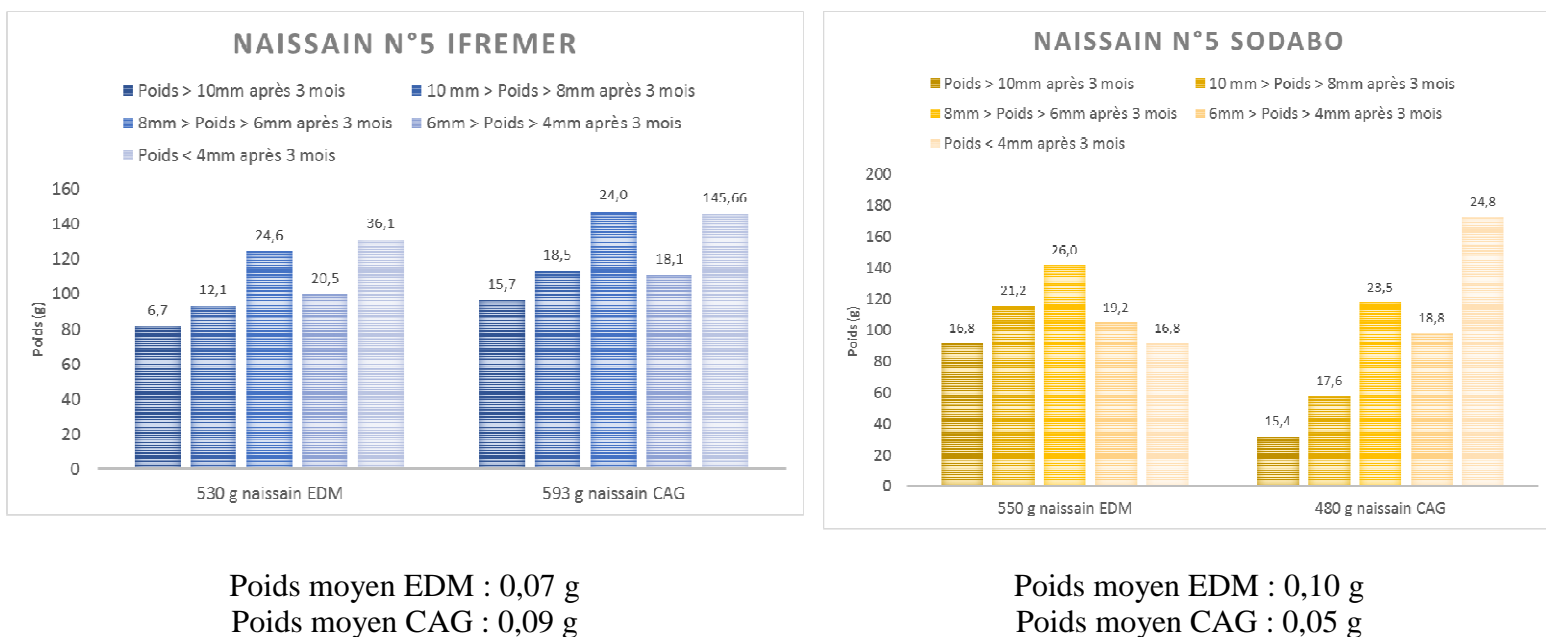 NAISSAIN N°5 IFREMER
Poids > 10mm après 3 mois
10 mm > Poids > 8mm après 3 mois
8mm > Poids > 6mm après 3 mois
6mm > Poids > 4mm après 3 mois
Poids < 4mm après 3 mois
Poids (g)
160
140
120
100
80
60
40
20
0
6,7
12,1
24,6
20,5
36,1
15,7
18,5
24,0
18,1
145,66
530 g naissain EDM
593 g naissain CAG
Poids moyen EDM : 0,07 g
Poids moyen CAG : 0,09 g
NAISSAIN N°5 SODABO
Poids > 10mm après 3 mois
10 mm > Poids > 8mm après 3 mois
8mm > Poids > 6mm après 3 mois
6mm > Poids > 4mm après 3 mois
Poids < 4mm après 3 mois
Poids (g)
200
180
160
140
120
100
80
60
40
20
0
16,8
21,2
26,0
19,2
16,8
15,4
17,6
23,5
18,8
24,8
550 g naissain EDM
480 g naissain CAG
Poids moyen EDM : 0,10 g
Poids moyen CAG : 0,05 g